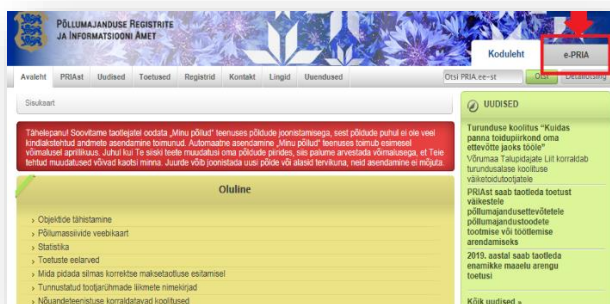 PÕLLUMAJANDUSE REGISTRITE
JA INFORMATSIOONI AMET
Koduleht
e-PRIA
Avaleht PRIAst Uudised Toetused Registrid Kontakt Lingid Uuendused
Otsi PRIA.ee-st Otsi Detailotsing
Sisukaart
Tähelepanu! Soovitame taotlejatel oodata „Minu põllud" teenuses põldude joonistamisega, sest põldude puhul ei ole veel
kindlakstehtud andmete asendamine toimunud. Automaatne asendamine „Minu põllud" teenuses toimub esimesel
võimalusel aprillikuus. Juhul kui Te siiski teete muudatusi oma põldude piirides, siis palume arvestada võimalusega, et Teie
tehtud muudatused võivad kaotsi minna. Juurde võib joonistada uusi põlde või alasid tervikuna, neid asendamine ei mõjuta.
Oluline
› Objektide tähistamine
› Põllumassiivide veebikaart
› Statistika
› Toetuste eelarved
› Mida pidada silmas korrektse maksetaotluse esitamisel
› Tunnustatud tootjarühmade liikmete nimekirjad
› Nõuandeteenistuse korraldatavad koolitused
UUDISED
Turunduse koolitus "Kuidas
panna toidupiirkond oma
ettevõtte jaoks tööle"
Võrumaa Talupidajate Liit korraldab
turundusalase koolituse
väiketoidutootjatele
PRIAst saab taotleda toetust
väikestele
põllumajandusettevõtetele
põllumajandustoodete
tootmise või töötlemise
arendamiseks
2019. aastal saab taotleda
enamikke maaelu arengu
toetusi
Kõik uudised »